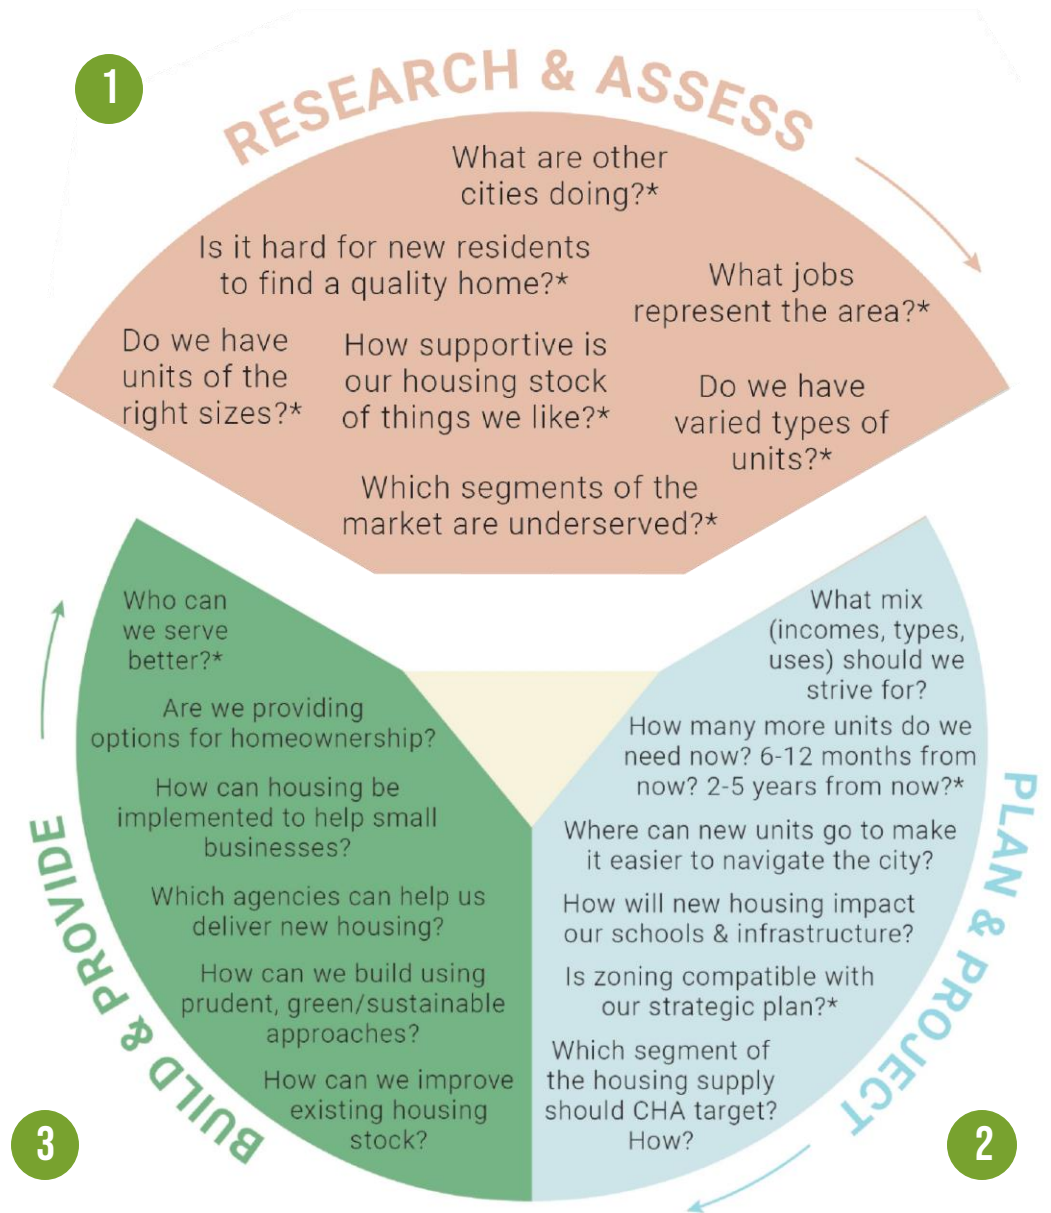 1
RESEARCH & ASSESS
What are other
cities doing?*
Is it hard for new residents
to find a quality home?*
What jobs
represent the area?*
Do we have
units of the
right sizes?*
How supportive is
our housing stock
of things we like?*
Do we have
varied types of
units?*
Which segments of the
market are underserved?*
What mix
(incomes, types,
uses) should we
strive for?
How many more units do we
need now? 6-12 months from
now? 2-5 years from now?*
Where can new units go to make
it easier to navigate the city?
How will new housing impact
our schools & infrastructure?
Is zoning compatible with
our strategic plan?*
Which segment of
the housing supply
should CHA target?
How?
PLAN & PROJECT
2
Who can
we serve
better?*
Are we providing
options for homeownership?
How can housing be
implemented to help small
businesses?
Which agencies can help us
deliver new housing?
How can we build using
prudent, green/sustainable
approaches?
How can we improve
existing housing
stock?
BUILD & PROVIDE
3